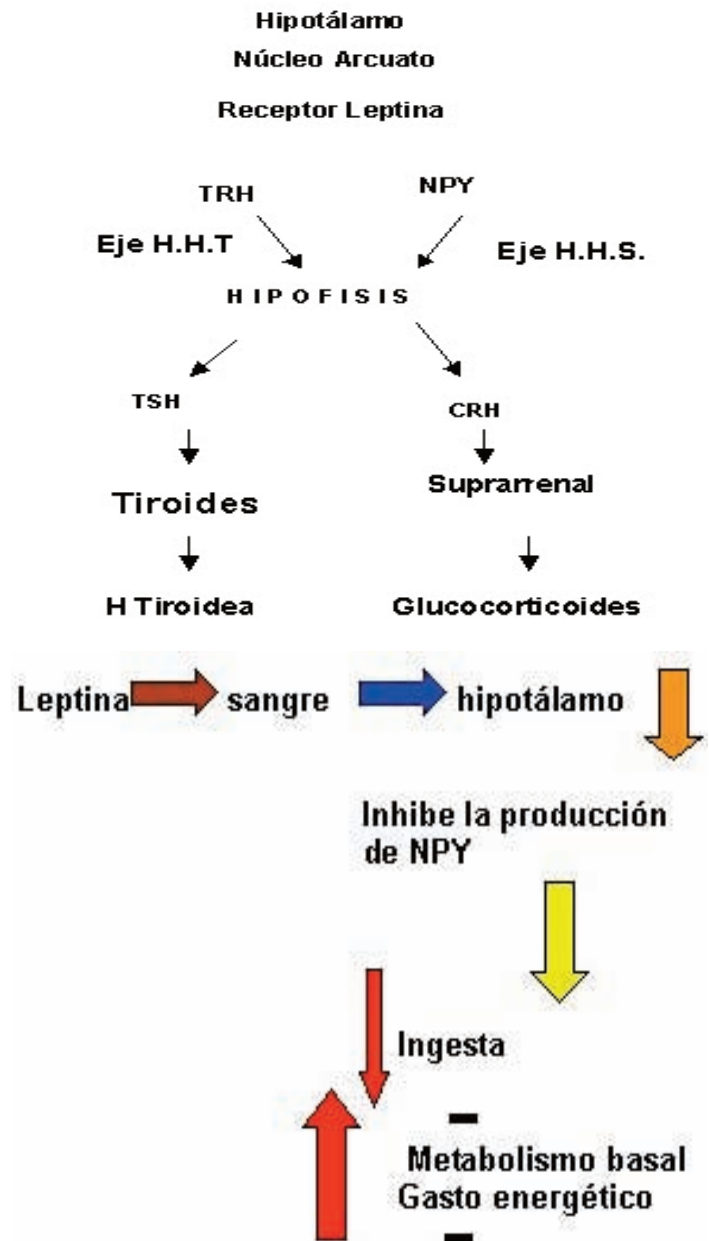 Hipotálamo
Núcleo Arcuato
Receptor Leptina
TRH
NPY
Eje H.H.T
Eje H.H.S.
HIPOFISIS
TSH
CRH
Tiroides
Suprarrenal
H Tiroidea
Glucocorticoides
Leptina
sangre
hipotálamo
Inhibe la producción
de NPY
Ingesta
Metabolismo basal
Gasto energético